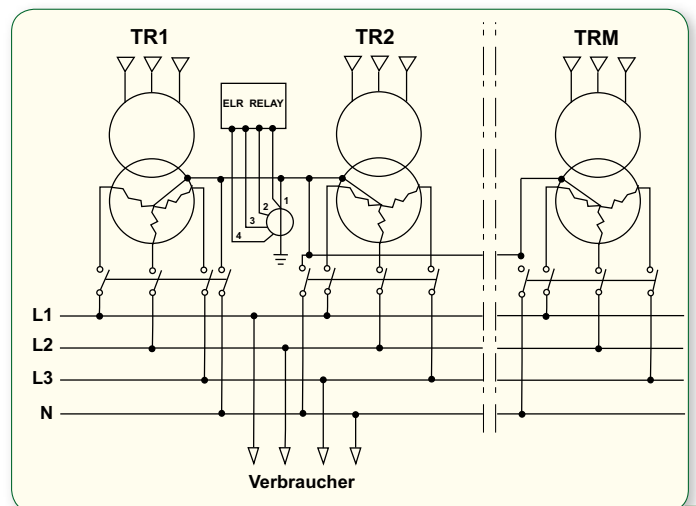 TR1 TR2 TRM
ELR RELAY
1
2
3
4
L1
L2
L3
N
Verbraucher